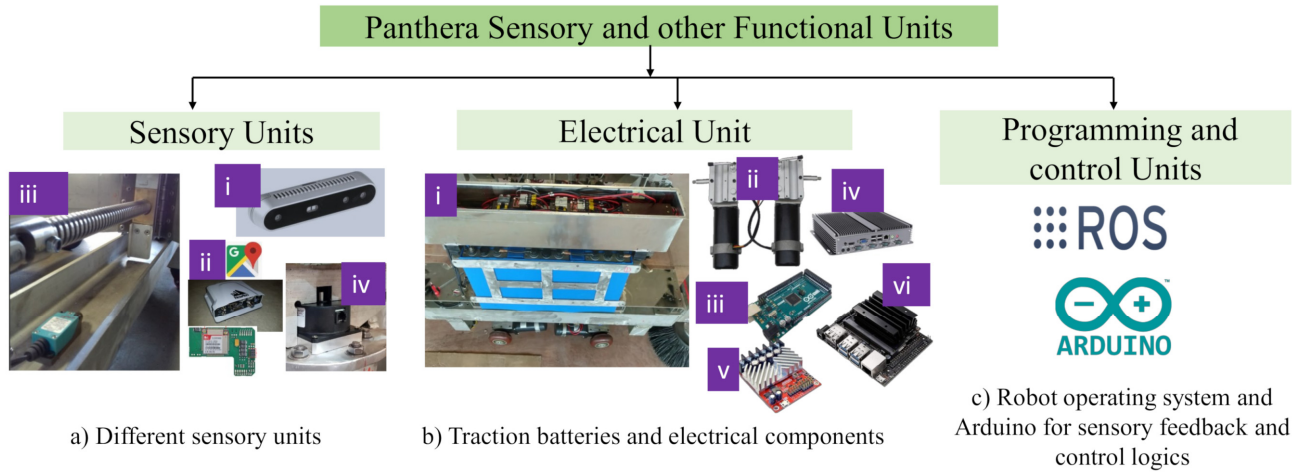 Panthera Sensory and other Functional Units
Sensory Units
Electrical Unit
Programming and
control Units
iii
i
ii
G
iv
i
ii
iv
iii
vi
v
ROS
ARDUINO
TM
a) Different sensory units
b) Traction batteries and electrical components
c) Robot operating system and
Arduino for sensory feedback and
control logics